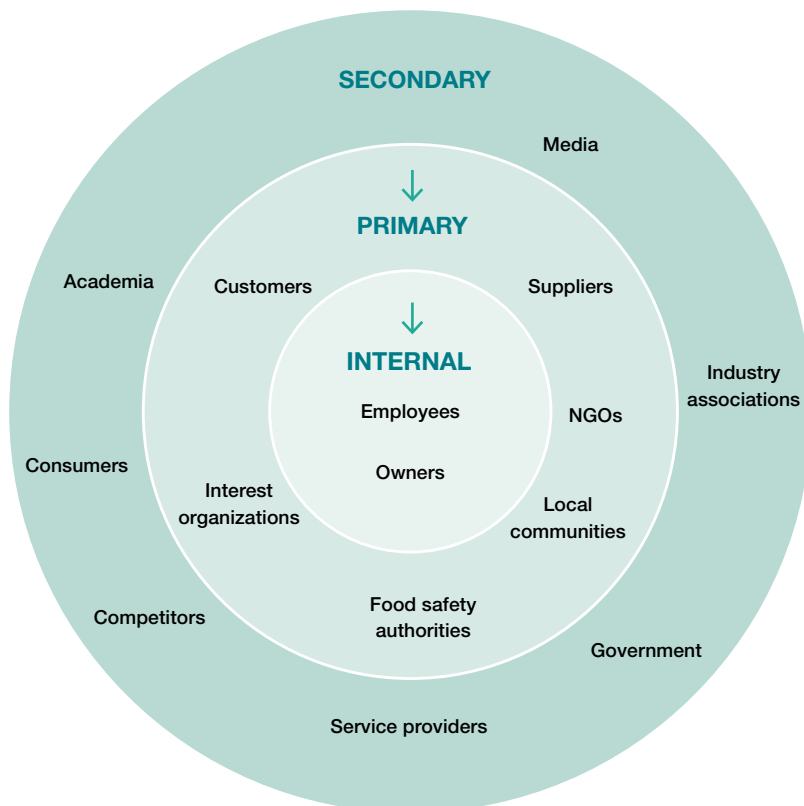 SECONDARY
Media
PRIMARY
Academia
Customers
Suppliers
INTERNAL
Industry
associations
Employees
NGOs
Consumers
Owners
Interest
organizations
Local
communities
Competitors
Food safety
authorities
Government
Service providers